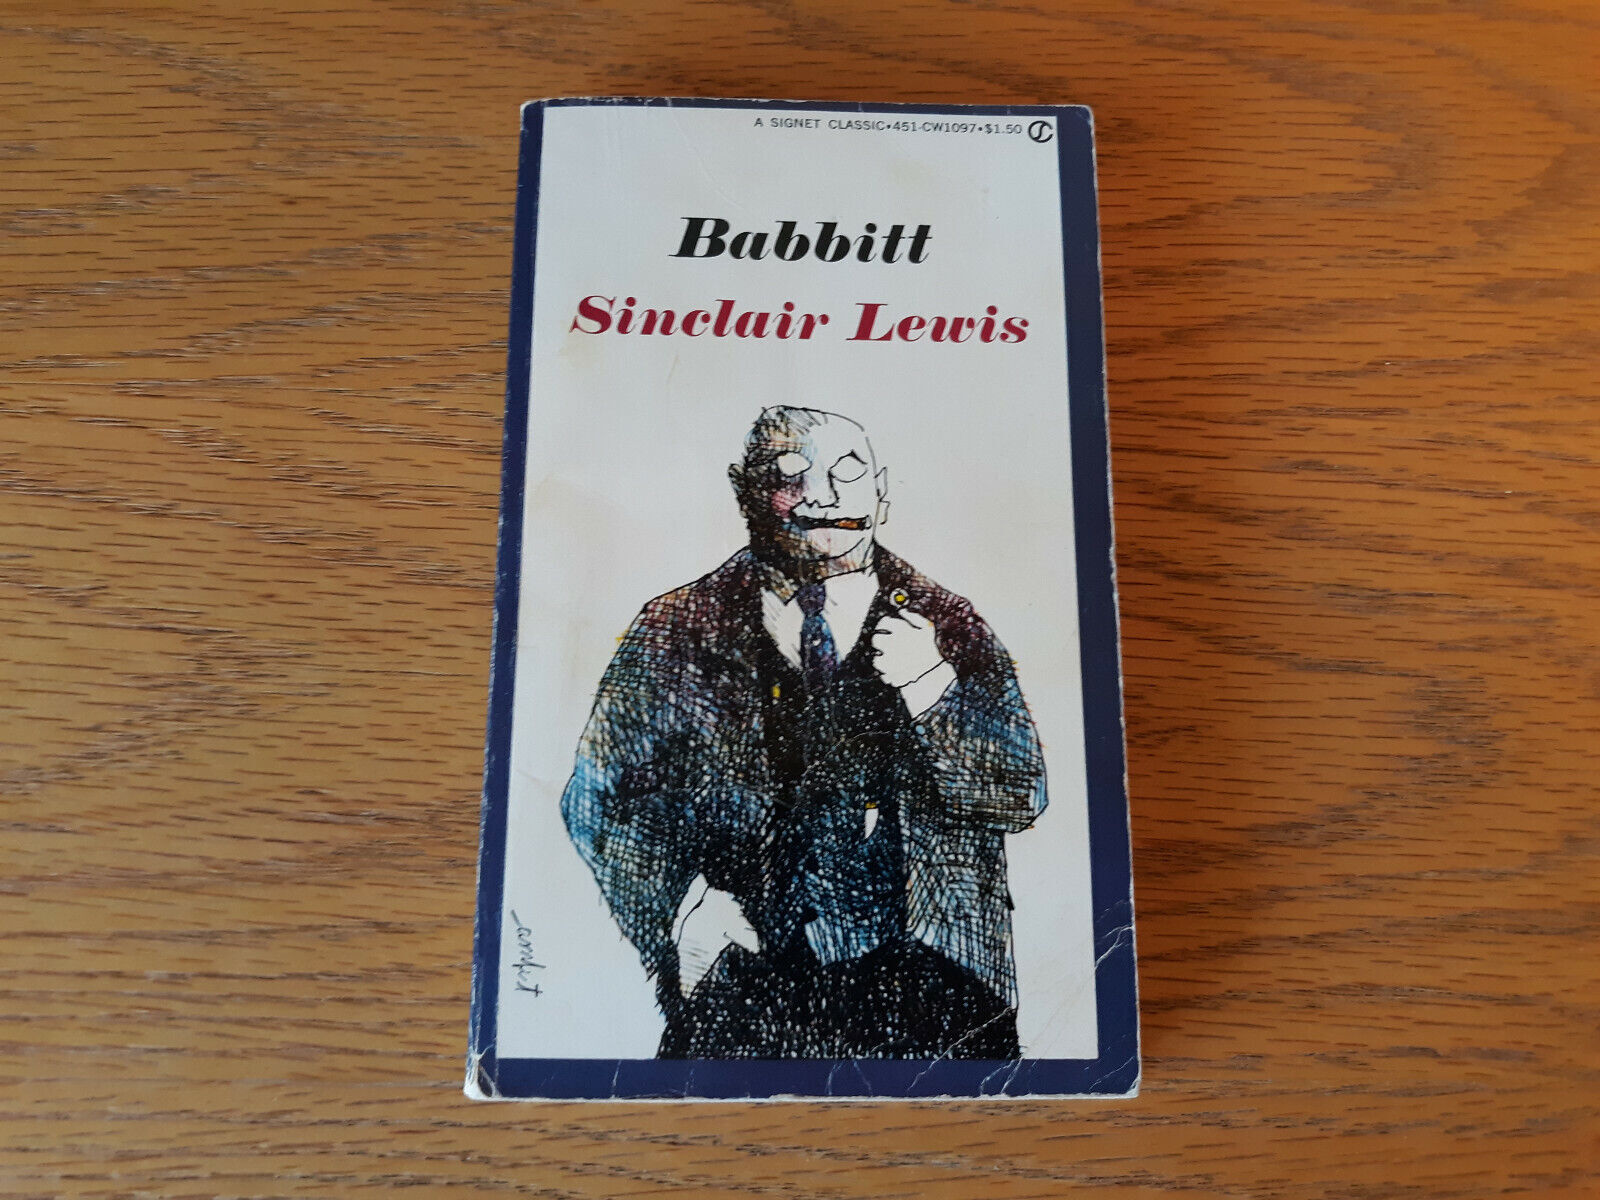 A SIGNET CLASSIC•451-CW1097•$1.50
Babbitt
Sinclair Lewis